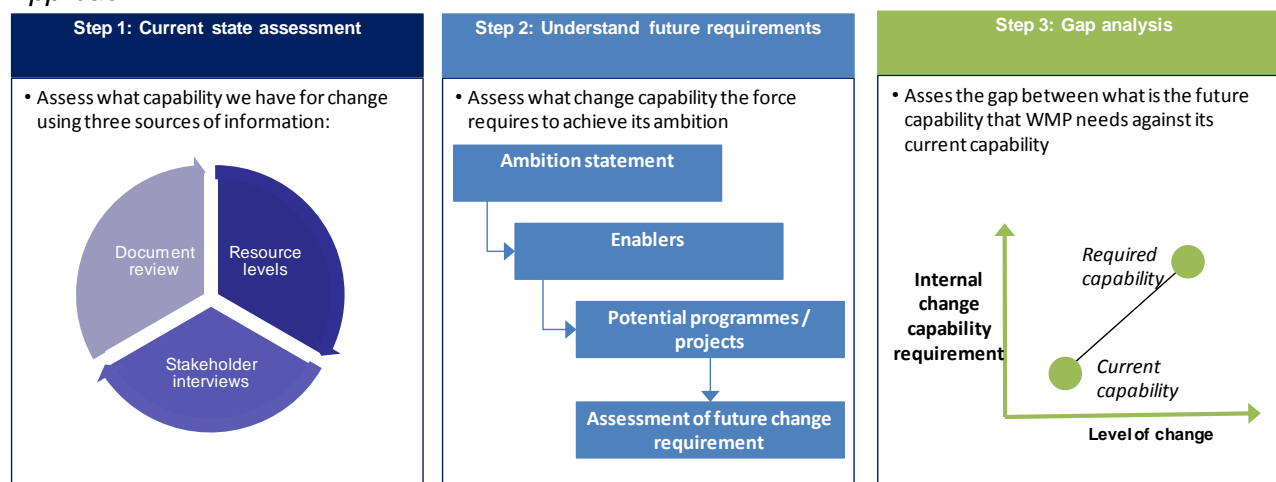 Step 1: Current state assessment
• Assess what capability we have for change
using three sources of information:
Document
review
Resource
levels
Stakeholder
interviews
Step 2: Understand future requirements
• Assess what change capability the force
requires to achieve its ambition
Ambition statement
Enablers
Potential programmes /
projects
Assessment of future change
requirement
Step 3: Gap analysis
• Asses the gap between what is the future
capability that WMP needs against its
current capability
Internal
change
capability
requirement
Required
capability
Current
capability
Level of change